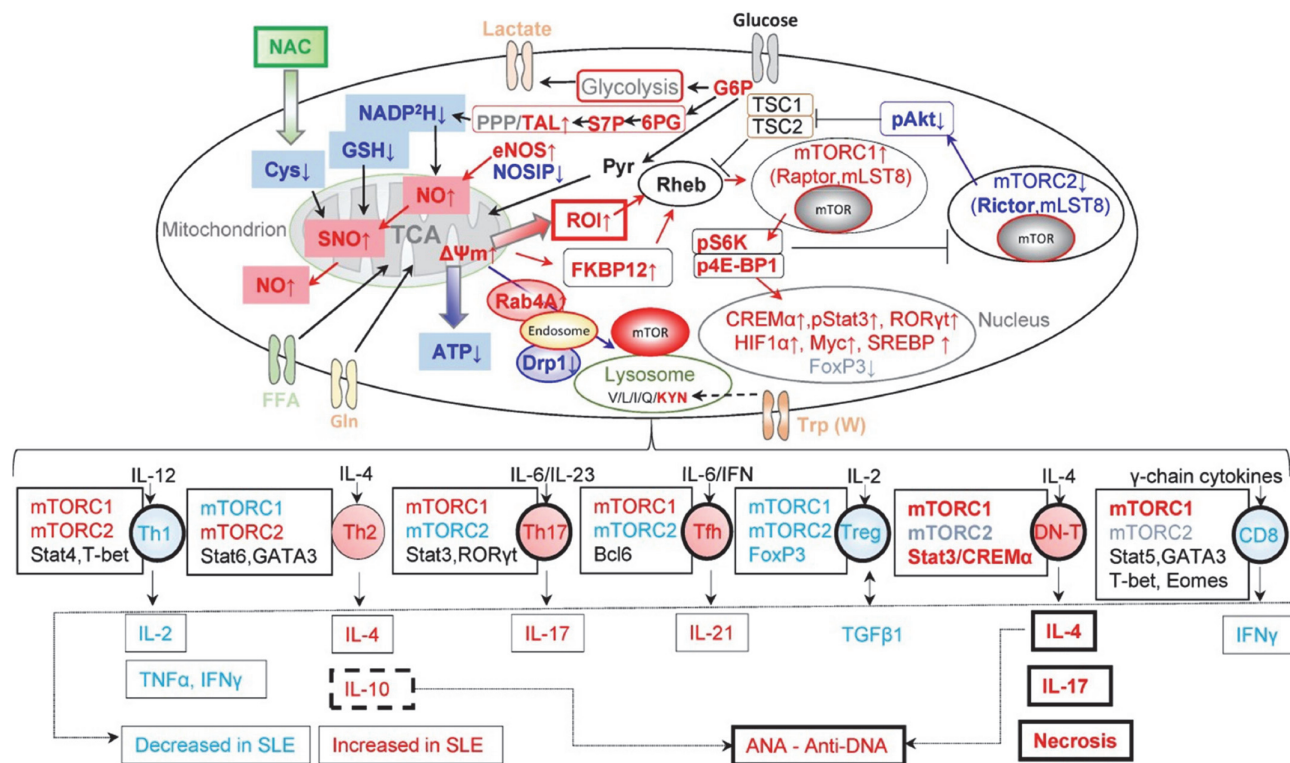 NAC
Lactate
Glucose
Glycolysis
G6P
NADP²H↓
PPP/TAL↑
S7P
6PG
TSC1
TSC2
pAkt↓
GSH↓
Cys↓
eNOS↑
NOSIP↓
Pyr
Rheb
mTORC1↑
(Raptor,mLST8)
mTOR
mTORC2↓
(Rictor,mLST8)
mTOR
NO↑
Mitochondrion
SNO↑
TCA
ROI↑
ΔΨm↑
FKBP12↑
pS6K
p4E-BP1
NO↑
Rab4A↑
Endosome
Drp1↓
mTOR
ATP↓
CREMα↑,pStat3↑, RORγt↑
HIF1α↑, Myc↑, SREBP ↑
FoxP3↓
Nucleus
Lysosome
V/L/I/Q/KYN
FFA
Gln
Trp (W)
IL-12
mTORC1
mTORC2
Stat4,T-bet
Th1
IL-4
mTORC1
mTORC2
Stat6,GATA3
Th2
IL-6/IL-23
mTORC1
mTORC2
Stat3,RORγt
Th17
IL-6/IFN
mTORC1
mTORC2
Bcl6
Tfh
IL-2
mTORC1
mTORC2
FoxP3
Treg
IL-4
mTORC1
mTORC2
Stat3/CREMα
DN-T
γ-chain cytokines
mTORC1
mTORC2
Stat5,GATA3
T-bet, Eomes
CD8
IL-2
IL-4
IL-17
IL-21
TGFβ1
IL-4
IFNγ
TNFα, IFNγ
IL-10
IL-17
Decreased in SLE
Increased in SLE
ANA - Anti-DNA
Necrosis